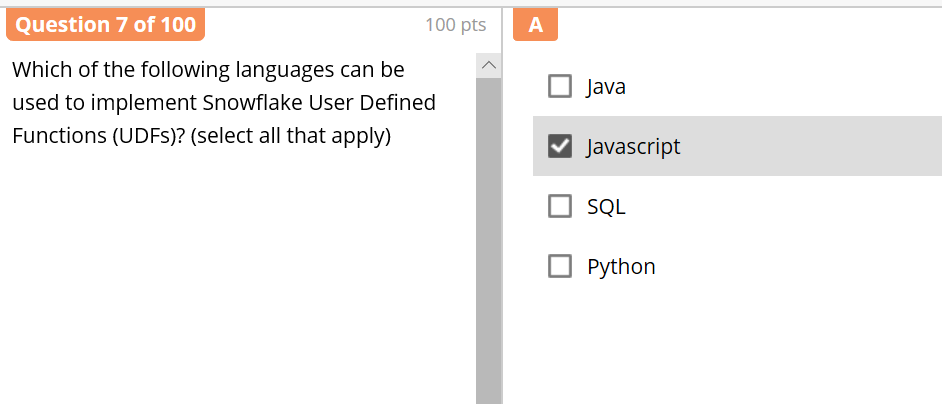 Question 7 of 100
100 pts
Which of the following languages can be
used to implement Snowflake User Defined
Functions (UDFs)? (select all that apply)
A
Java
Javascript
SQL
Python